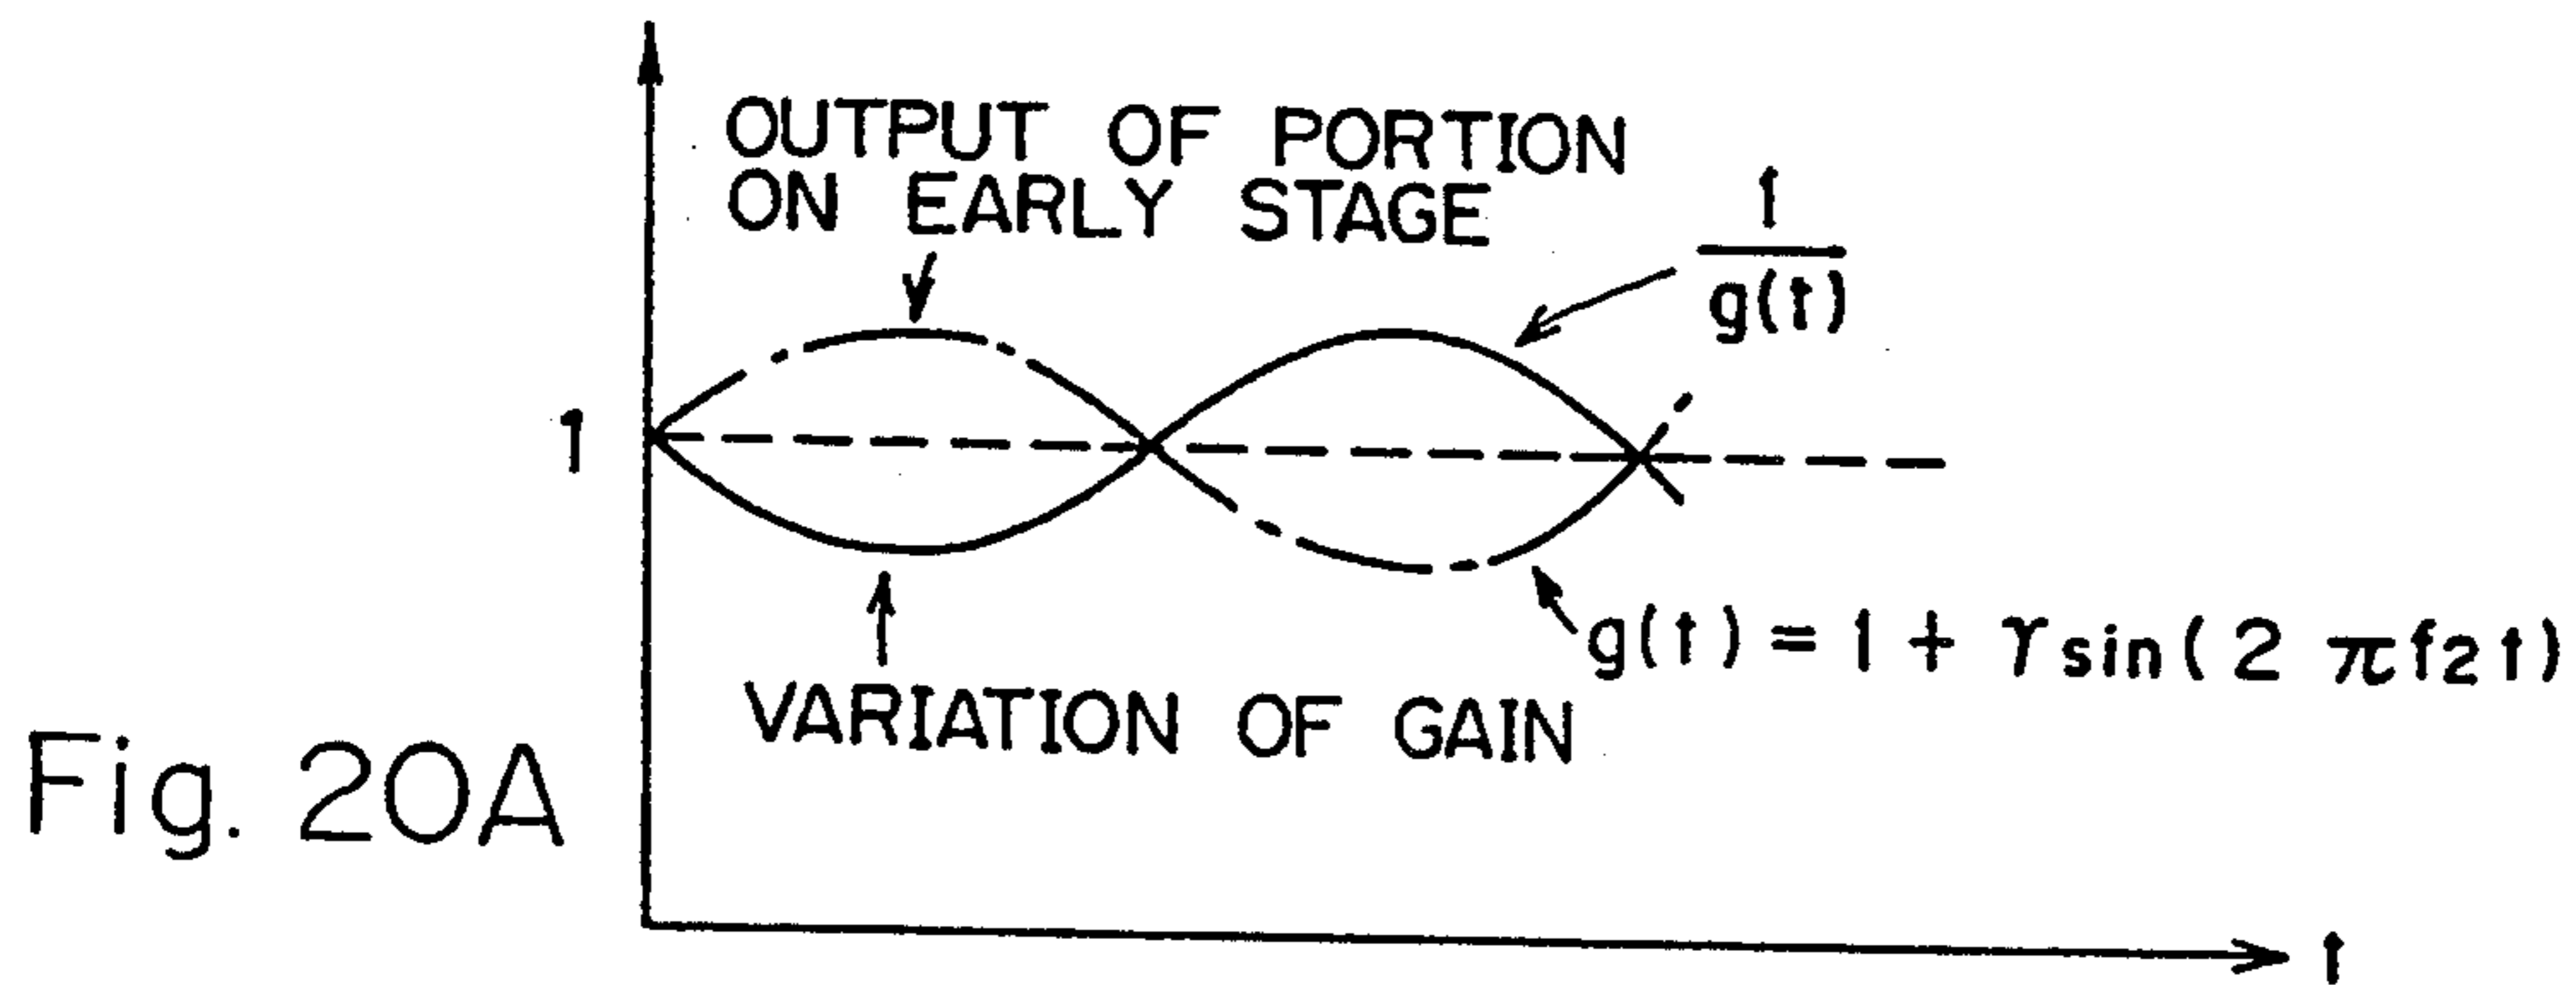 OUTPUT OF PORTION
ON EARLY STAGE
1
g(t)
1
g(t) = 1 + γsin(2 πf2t)
VARIATION OF GAIN
Fig. 20A
t